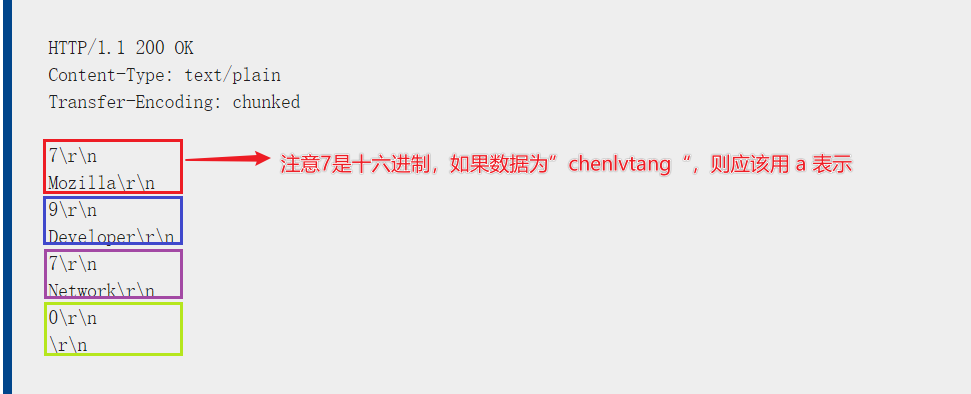 HTTP/1.1 200 OK
Content-Type: text/plain
Transfer-Encoding: chunked
7\r\n
注意7是十六进制，如果数据为”chenlvtang“，则应该用 a 表示
Mozilla\r\n
9\r\n
Developer\r\n
7\r\n
Network\r\n
0\r\n
\r\n